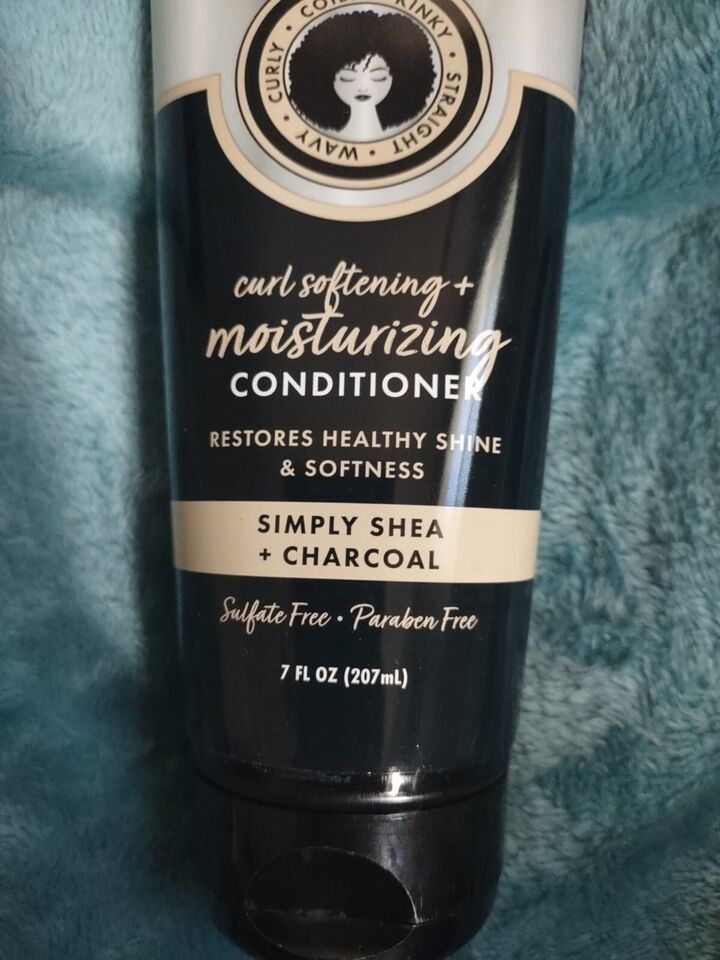 WAVY • CURLY • COILY • KINKY • STRAIGHT •
curl softening +
moisturizing
CONDITIONER
RESTORES HEALTHY SHINE
& SOFTNESS
SIMPLY SHEA
+ CHARCOAL
Sulfate Free • Paraben Free
7 FL OZ (207mL)